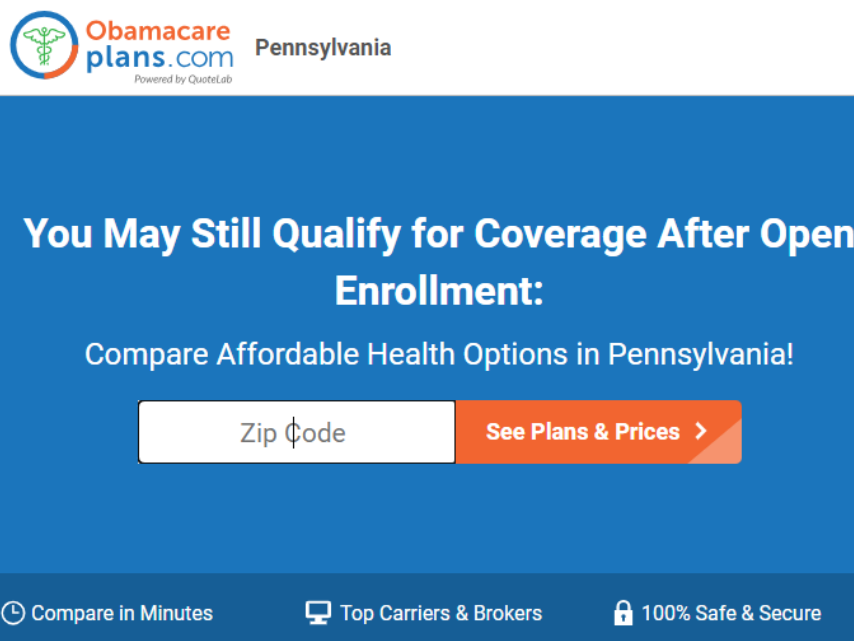 Obamacare
plans.com
Powered by QuoteLab
Pennsylvania
You May Still Qualify for Coverage After Open
Enrollment:
Compare Affordable Health Options in Pennsylvania!
Zip Code
See Plans & Prices
Compare in Minutes
Top Carriers & Brokers
100% Safe & Secure